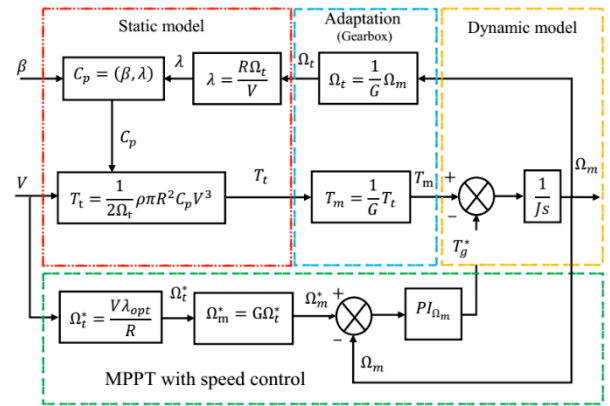 Static model
Adaptation
(Gearbox)
Dynamic model
β
C_p = (β, λ)
λ
λ = RΩ_t / V
Ω_t
Ω_t = 1/G Ω_m
Ω_m
C_p
V
T_t = 1/(2Ω_t) ρπR²C_pV³
T_t
T_m = 1/G T_t
T_m
+
−
1/Js
T_g^*
Ω_t^* = Vλ_opt / R
Ω_t^*
Ω_m^* = GΩ_t^*
Ω_m^*
+
−
PI_Ω_m
Ω_m
MPPT with speed control